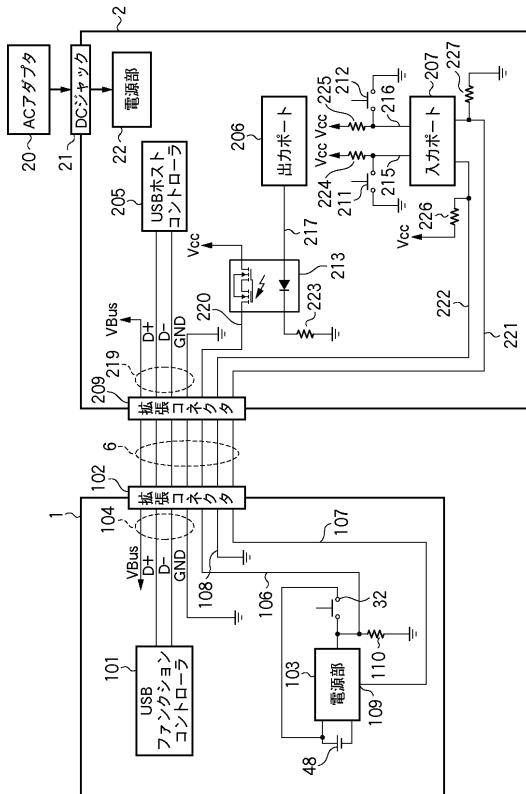 1
101
USB
ファンクション
コントローラ
VBus
D+
D-
GND
104
102
拡張コネクタ
6
108
106
107
103
電源部
109
48
32
110
2
20
ACアダプタ
21
DCジャック
22
電源部
205
USBホスト
コントローラ
209
拡張コネクタ
219
VBus
D+
D-
GND
Vcc
220
213
223
217
206
出力ポート
Vcc
Vcc
224
225
211
212
215
216
207
入力ポート
Vcc
226
227
222
221